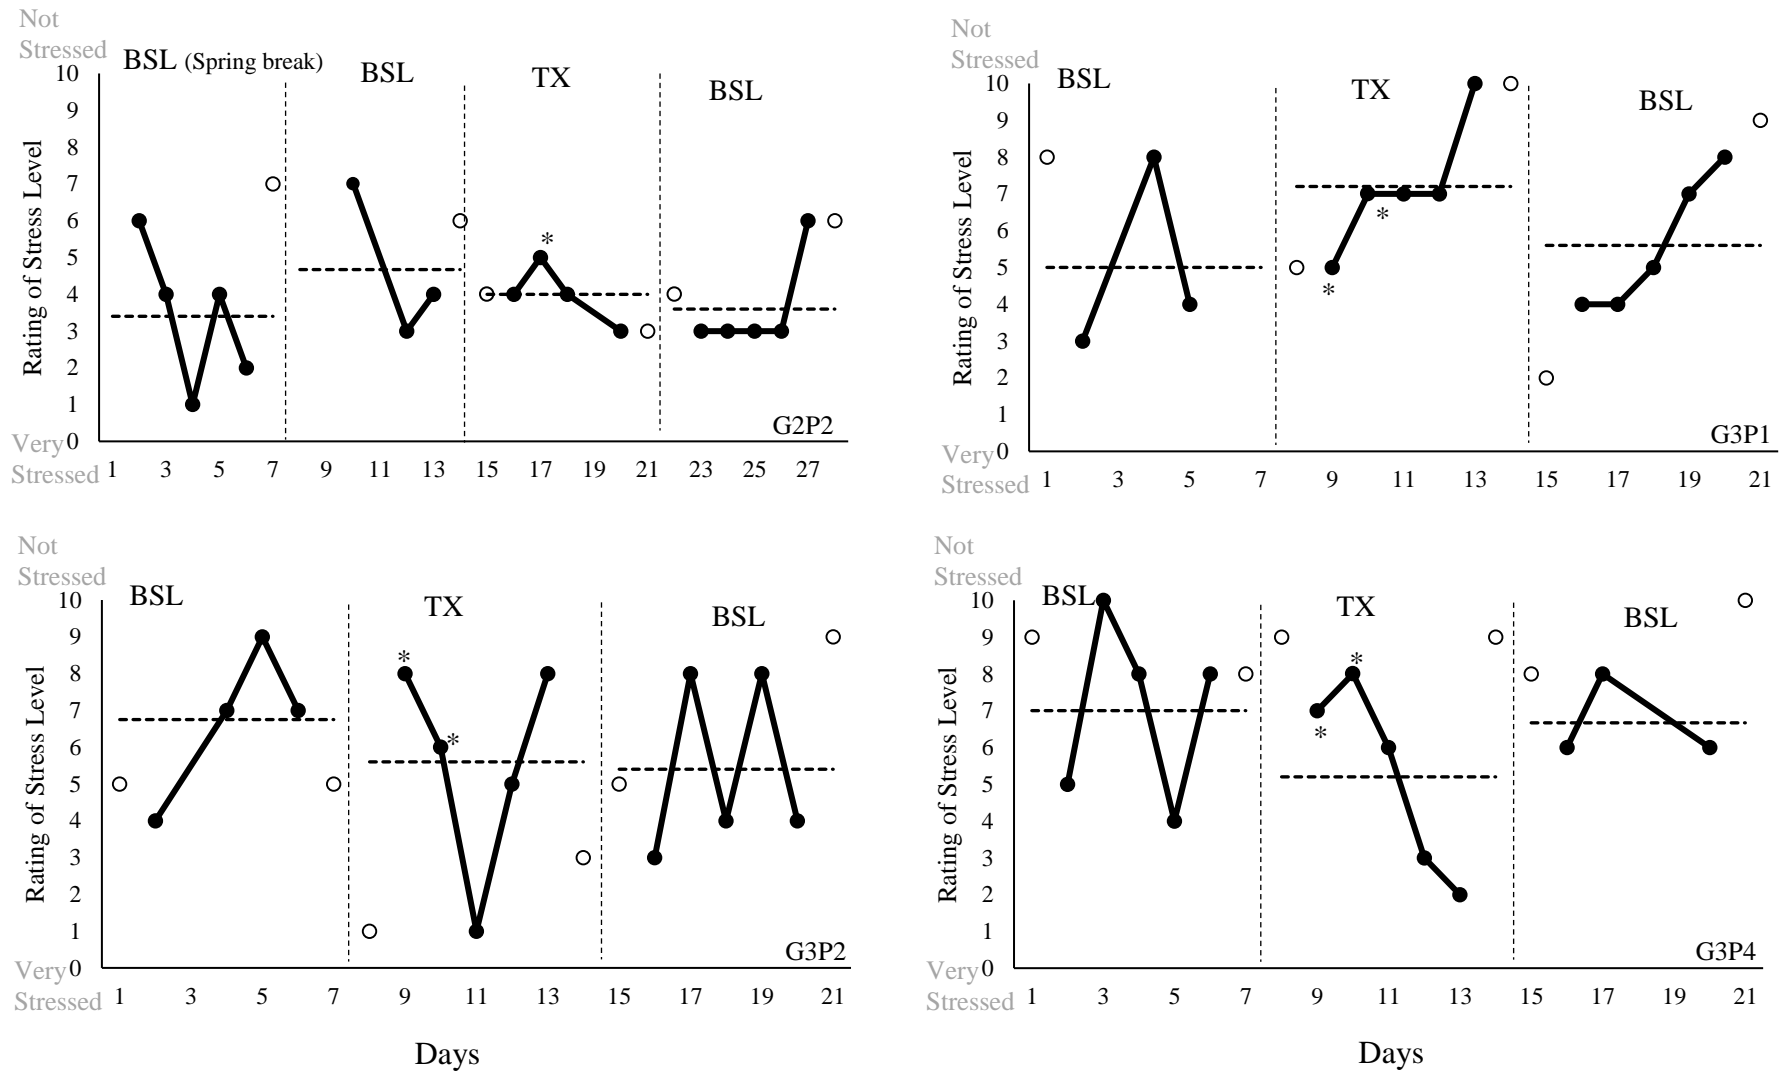 Not
Stressed
BSL (Spring break)
BSL
TX
BSL
10
9
8
7
6
5
4
3
2
1
0
Rating of Stress Level
*
G2P2
Very
Stressed
1 3 5 7 9 11 13 15 17 19 21 23 25 27
Not
Stressed
BSL
TX
BSL
10
9
8
7
6
5
4
3
2
1
0
Rating of Stress Level
*
*
G3P1
Very
Stressed
1 3 5 7 9 11 13 15 17 19 21
Not
Stressed
BSL
TX
BSL
10
9
8
7
6
5
4
3
2
1
0
Rating of Stress Level
*
*
G3P2
Very
Stressed
1 3 5 7 9 11 13 15 17 19 21
Days
Not
Stressed
BSL
TX
BSL
10
9
8
7
6
5
4
3
2
1
0
Rating of Stress Level
*
*
G3P4
Very
Stressed
1 3 5 7 9 11 13 15 17 19 21
Days